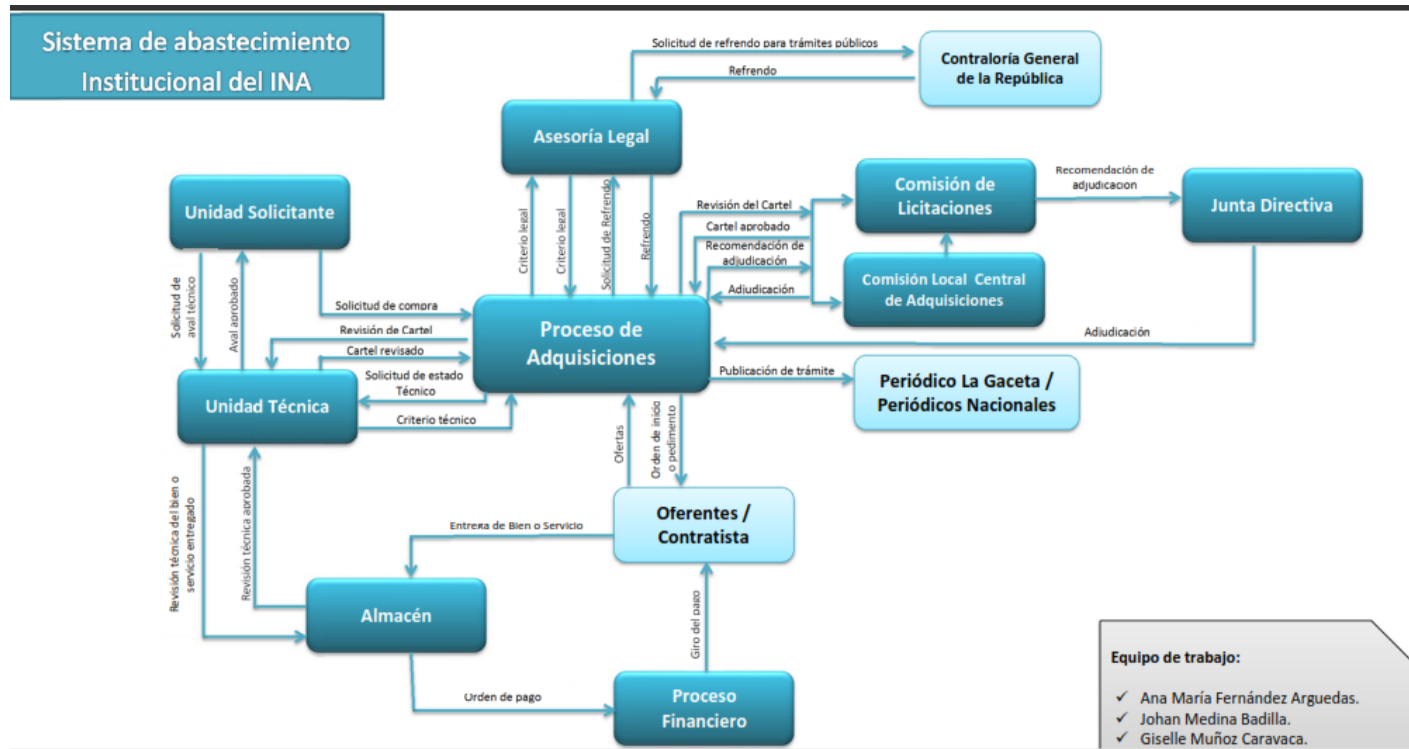 Sistema de abastecimiento
Institucional del INA
Solicitud de refrendo para trámites públicos
Refrendo
Contraloría General
de la República
Asesoría Legal
Unidad Solicitante
Criterio legal
Criterio legal
Solicitud de Refrendo
Refrendo
Revisión del Cartel
Cartel aprobado
Recomendación de
adjudicación
Adjudicación
Comisión de
Licitaciones
Recomendación de
adjudicacion
Junta Directiva
Comisión Local Central
de Adquisiciones
Solicitud de
aval técnico
Aval aprobado
Solicitud de compra
Revisión de Cartel
Cartel revisado
Solicitud de estado
Técnico
Criterio técnico
Proceso de
Adquisiciones
Adiudicación
Publicación de trámite
Periódico La Gaceta /
Periódicos Nacionales
Unidad Técnica
Ofertas
Orden de inicio
o pedimento
Revisión técnica del bien o
servicio entregado
Revisión técnica aprobada
Entrega de Bien o Servicio
Oferentes /
Contratista
Almacén
Giro del pago
Orden de pago
Proceso
Financiero
Equipo de trabajo:
✓ Ana María Fernández Arguedas.
✓ Johan Medina Badilla.
✓ Giselle Muñoz Caravaca.